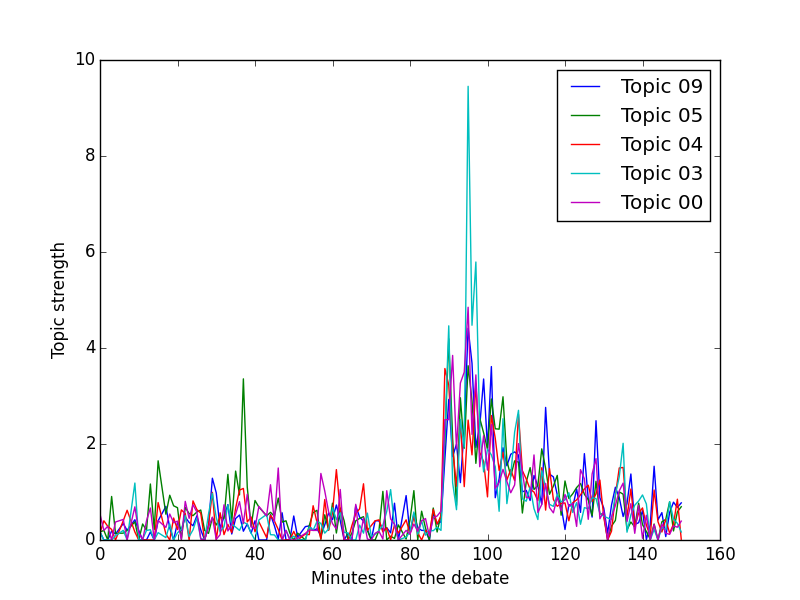 10
8
6
4
2
0
0 20 40 60 80 100 120 140 160
Topic strength
Minutes into the debate
Topic 09
Topic 05
Topic 04
Topic 03
Topic 00